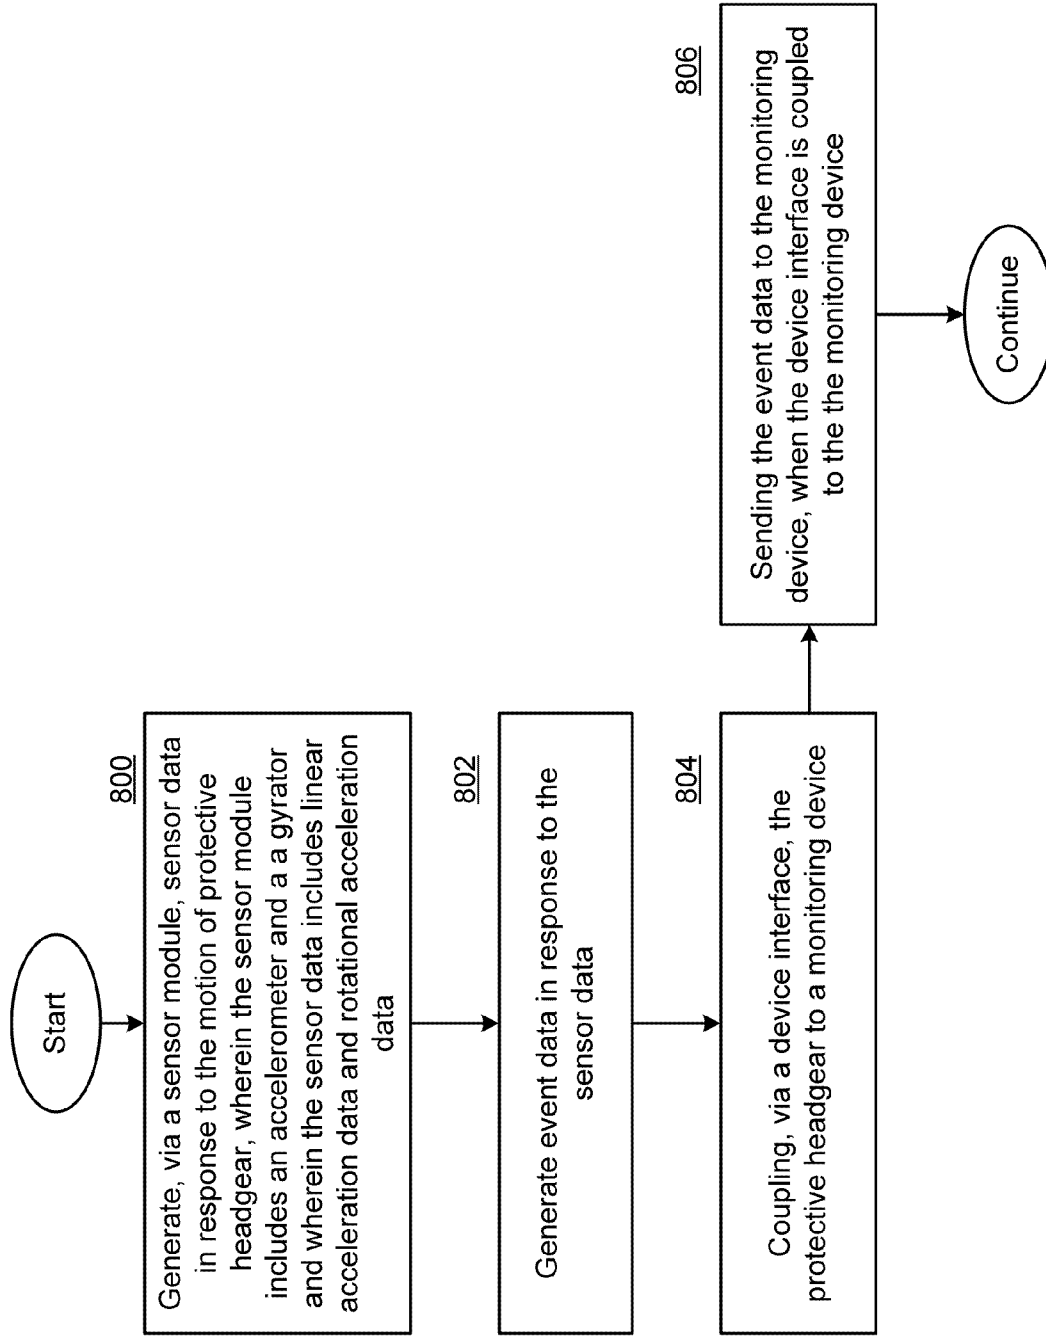 Start
800
Generate, via a sensor module, sensor data
in response to the motion of protective
headgear, wherein the sensor module
includes an accelerometer and a a gyrator
and wherein the sensor data includes linear
acceleration data and rotational acceleration
data
802
Generate event data in response to the
sensor data
804
Coupling, via a device interface, the
protective headgear to a monitoring device
806
Sending the event data to the monitoring
device, when the device interface is coupled
to the the monitoring device
Continue